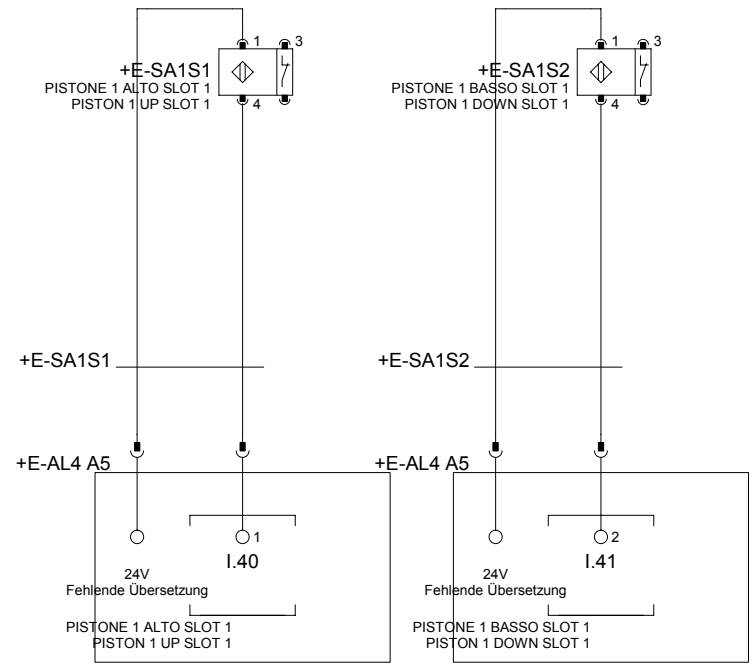 1 3
+E-SA1S1
PISTONE 1 ALTO SLOT 1
PISTON 1 UP SLOT 1
4
1 3
+E-SA1S2
PISTONE 1 BASSO SLOT 1
PISTON 1 DOWN SLOT 1
4
+E-SA1S1
+E-SA1S2
+E-AL4 A5
1
I.40
24V
Fehlende Übersetzung
PISTONE 1 ALTO SLOT 1
PISTON 1 UP SLOT 1
+E-AL4 A5
2
I.41
24V
Fehlende Übersetzung
PISTONE 1 BASSO SLOT 1
PISTON 1 DOWN SLOT 1